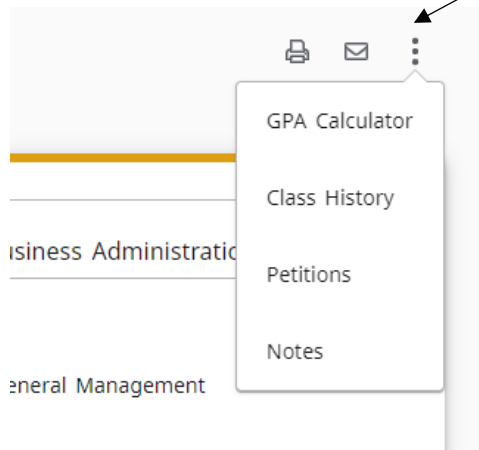 GPA Calculator
Class History
usiness Administratio
Petitions
Notes
eneral Management